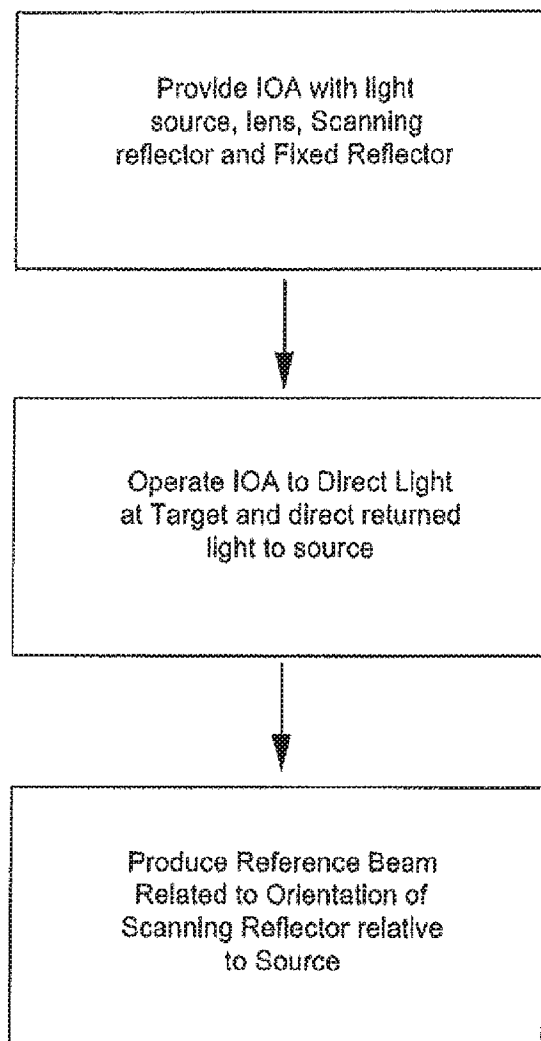 Provide IOA with light
source, lens, Scanning
reflector and Fixed Reflector
Operate IOA to Direct Light
at Target and direct returned
light to source
Produce Reference Beam
Related to Orientation of
Scanning Reflector relative
to Source